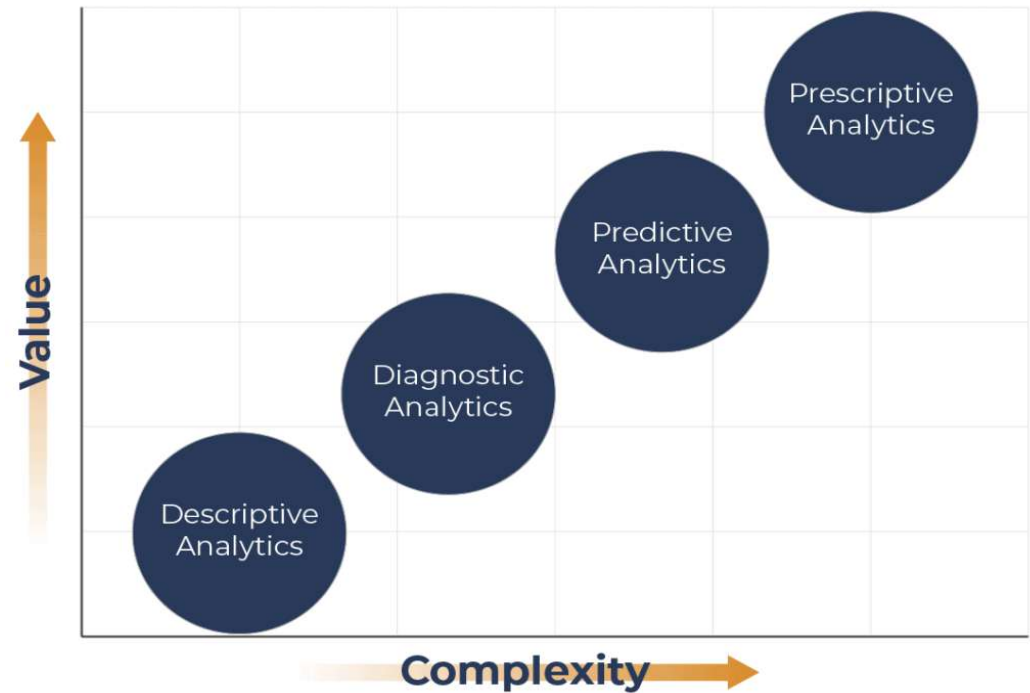 Prescriptive
Analytics
Predictive
Analytics
Diagnostic
Analytics
Descriptive
Analytics
Value
Complexity